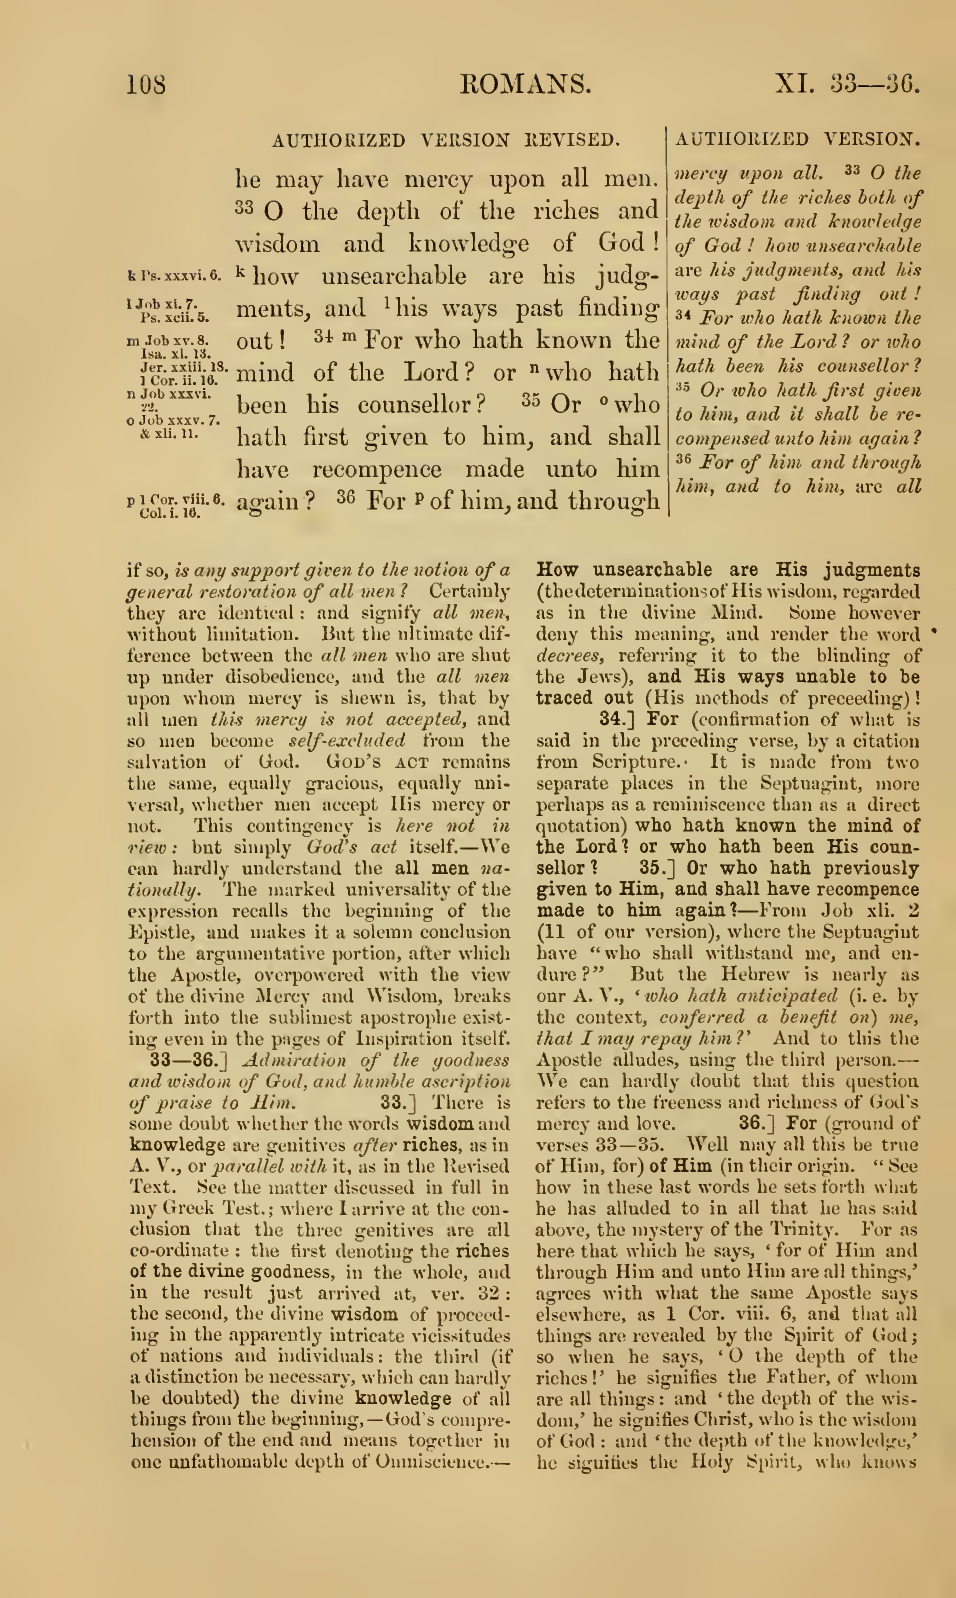 108 ROMANS. XI. 33—36.
AUTHORIZED VERSION REVISED.
he may have mercy upon all men.
33 O the depth of the riches and
wisdom and knowledge of God !
k how unsearchable are his judg-
ments, and l his ways past finding
out ! 34 m For who hath known the
mind of the Lord ? or n who hath
been his counsellor ? 35 Or o who
hath first given to him, and shall
have recompence made unto him
again ? 36 For p of him, and through
k Ps. xxxvi. 6.
l Job xi. 7.
Ps. xcii. 5.
m Job xv. 8.
Isa. xl. 13.
Jer. xxiii. 18.
1 Cor. ii. 16.
n Job xxxvi.
22.
o Job xxxv. 7.
& xli. 11.
p 1 Cor. viii. 6.
Col. i. 16.
AUTHORIZED VERSION.
mercy upon all. 33 O the
depth of the riches both of
the wisdom and knowledge
of God ! how unsearchable
are his judgments, and his
ways past finding out !
34 For who hath known the
mind of the Lord ? or who
hath been his counsellor ?
35 Or who hath first given
to him, and it shall be re-
compensed unto him again ?
36 For of him and through
him, and to him, are all
if so, is any support given to the notion of a
general restoration of all men ? Certainly
they are identical : and signify all men,
without limitation. But the ultimate dif-
ference between the all men who are shut
up under disobedience, and the all men
upon whom mercy is shewn is, that by
all men this mercy is not accepted, and
so men become self-excluded from the
salvation of God. GOD'S ACT remains
the same, equally gracious, equally uni-
versal, whether men accept His mercy or
not. This contingency is here not in
view : but simply God's act itself.—We
can hardly understand the all men na-
tionally. The marked universality of the
expression recalls the beginning of the
Epistle, and makes it a solemn conclusion
to the argumentative portion, after which
the Apostle, overpowered with the view
of the divine Mercy and Wisdom, breaks
forth into the sublimest apostrophe exist-
ing even in the pages of Inspiration itself.
33—36.] Admiration of the goodness
and wisdom of God, and humble ascription
of praise to Him. 33.] There is
some doubt whether the words wisdom and
knowledge are genitives after riches, as in
A. V., or parallel with it, as in the Revised
Text. See the matter discussed in full in
my Greek Test.; where I arrive at the con-
clusion that the three genitives are all
co-ordinate : the first denoting the riches
of the divine goodness, in the whole, and
in the result just arrived at, ver. 32 :
the second, the divine wisdom of proceed-
ing in the apparently intricate vicissitudes
of nations and individuals : the third (if
a distinction be necessary, which can hardly
be doubted) the divine knowledge of all
things from the beginning,—God's compre-
hension of the end and means together in
one unfathomable depth of Omniscience.—
How unsearchable are His judgments
(the determinations of His wisdom, regarded
as in the divine Mind. Some however
deny this meaning, and render the word
decrees, referring it to the blinding of
the Jews), and His ways unable to be
traced out (His methods of preceeding) !
34.] For (confirmation of what is
said in the preceding verse, by a citation
from Scripture. It is made from two
separate places in the Septuagint, more
perhaps as a reminiscence than as a direct
quotation) who hath known the mind of
the Lord ? or who hath been His coun-
sellor ? 35.] Or who hath previously
given to Him, and shall have recompence
made to him again ?—From Job xli. 2
(11 of our version), where the Septuagint
have “who shall withstand me, and en-
dure ?” But the Hebrew is nearly as
our A. V., ‘who hath anticipated (i. e. by
the context, conferred a benefit on) me,
that I may repay him ?’ And to this the
Apostle alludes, using the third person.—
We can hardly doubt that this question
refers to the freeness and richness of God's
mercy and love. 36.] For (ground of
verses 33—35. Well may all this be true
of Him, for) of Him (in their origin. “See
how in these last words he sets forth what
he has alluded to in all that he has said
above, the mystery of the Trinity. For as
here that which he says, ‘for of Him and
through Him and unto Him are all things,’
agrees with what the same Apostle says
elsewhere, as 1 Cor. viii. 6, and that all
things are revealed by the Spirit of God ;
so when he says, ‘O the depth of the
riches !’ he signifies the Father, of whom
are all things : and ‘the depth of the wis-
dom,’ he signifies Christ, who is the wisdom
of God : and ‘the depth of the knowledge,’
he signifies the Holy Spirit, who knows